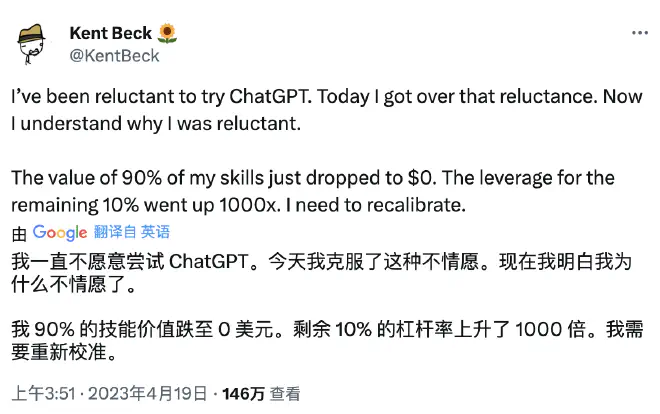 Kent Beck 🌻
@KentBeck
I've been reluctant to try ChatGPT. Today I got over that reluctance. Now
I understand why I was reluctant.
The value of 90% of my skills just dropped to $0. The leverage for the
remaining 10% went up 1000x. I need to recalibrate.
由 Google 翻译自 英语
我一直不愿意尝试 ChatGPT。今天我克服了这种不情愿。现在我明白我为
什么不情愿了。
我 90% 的技能价值跌至 0 美元。剩余 10% 的杠杆率上升了 1000 倍。我需
要重新校准。
上午3:51 · 2023年4月19日 · 146万 查看